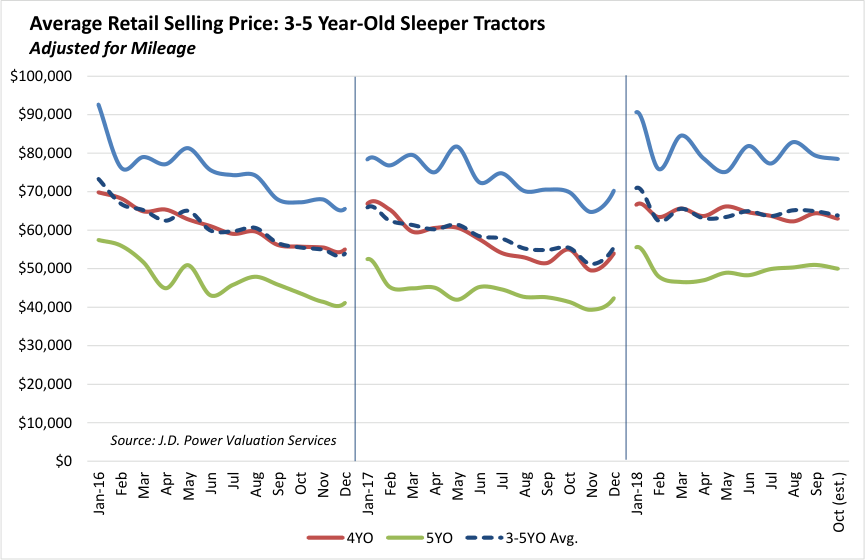 Average Retail Selling Price: 3-5 Year-Old Sleeper Tractors
Adjusted for Mileage
$100,000
$90,000
$80,000
$70,000
$60,000
$50,000
$40,000
$30,000
$20,000
$10,000
$0
Source: J.D. Power Valuation Services
Jan-16 Feb Mar Apr May Jun Jul Aug Sep Oct Nov Dec Jan-17 Feb Mar Apr May Jun Jul Aug Sep Oct Nov Dec Jan-18 Feb Mar Apr May Jun Jul Aug Sep Oct (est.)
4YO 5YO 3-5YO Avg.